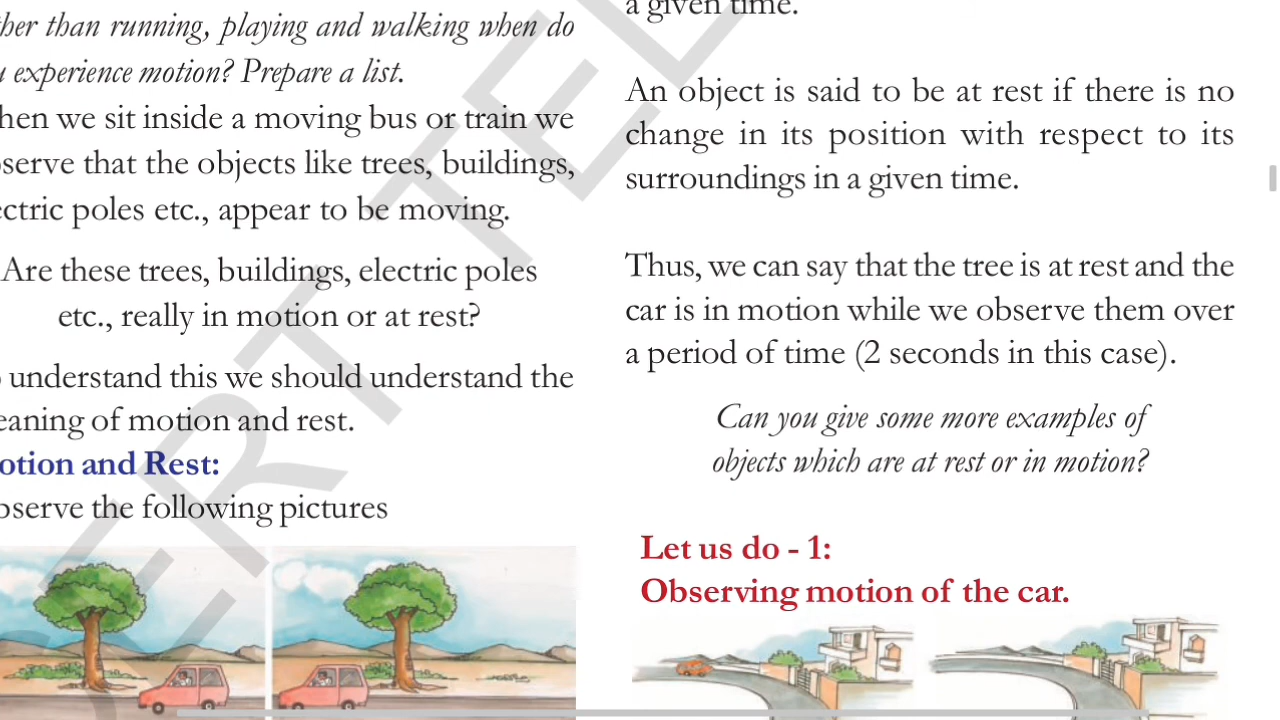 ther than running, playing and walking when do
experience motion? Prepare a list.
hen we sit inside a moving bus or train we
serve that the objects like trees, buildings,
ectric poles etc., appear to be moving.
Are these trees, buildings, electric poles
etc., really in motion or at rest?
understand this we should understand the
eaning of motion and rest.
otion and Rest:
bserve the following pictures
a given time.
An object is said to be at rest if there is no
change in its position with respect to its
surroundings in a given time.
Thus, we can say that the tree is at rest and the
car is in motion while we observe them over
a period of time (2 seconds in this case).
Can you give some more examples of
objects which are at rest or in motion?
Let us do - 1:
Observing motion of the car.